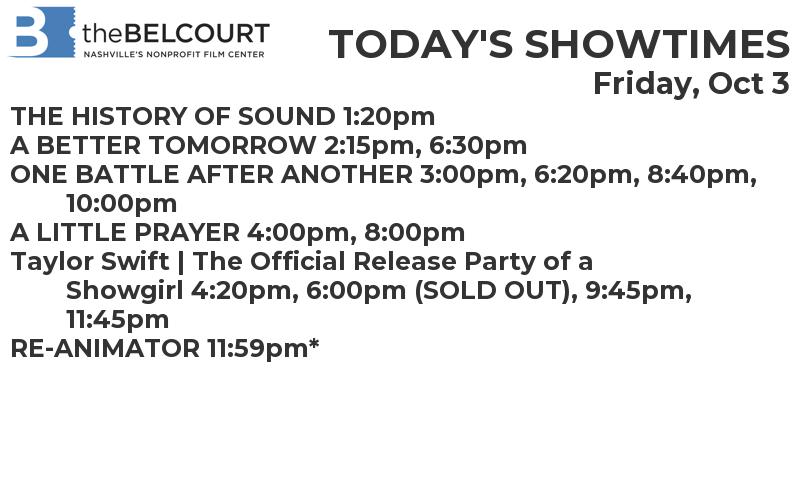 B theBELCOURT
NASHVILLE'S NONPROFIT FILM CENTER
TODAY'S SHOWTIMES
Friday, Oct 3
THE HISTORY OF SOUND 1:20pm
A BETTER TOMORROW 2:15pm, 6:30pm
ONE BATTLE AFTER ANOTHER 3:00pm, 6:20pm, 8:40pm,
10:00pm
A LITTLE PRAYER 4:00pm, 8:00pm
Taylor Swift | The Official Release Party of a
Showgirl 4:20pm, 6:00pm (SOLD OUT), 9:45pm,
11:45pm
RE-ANIMATOR 11:59pm*